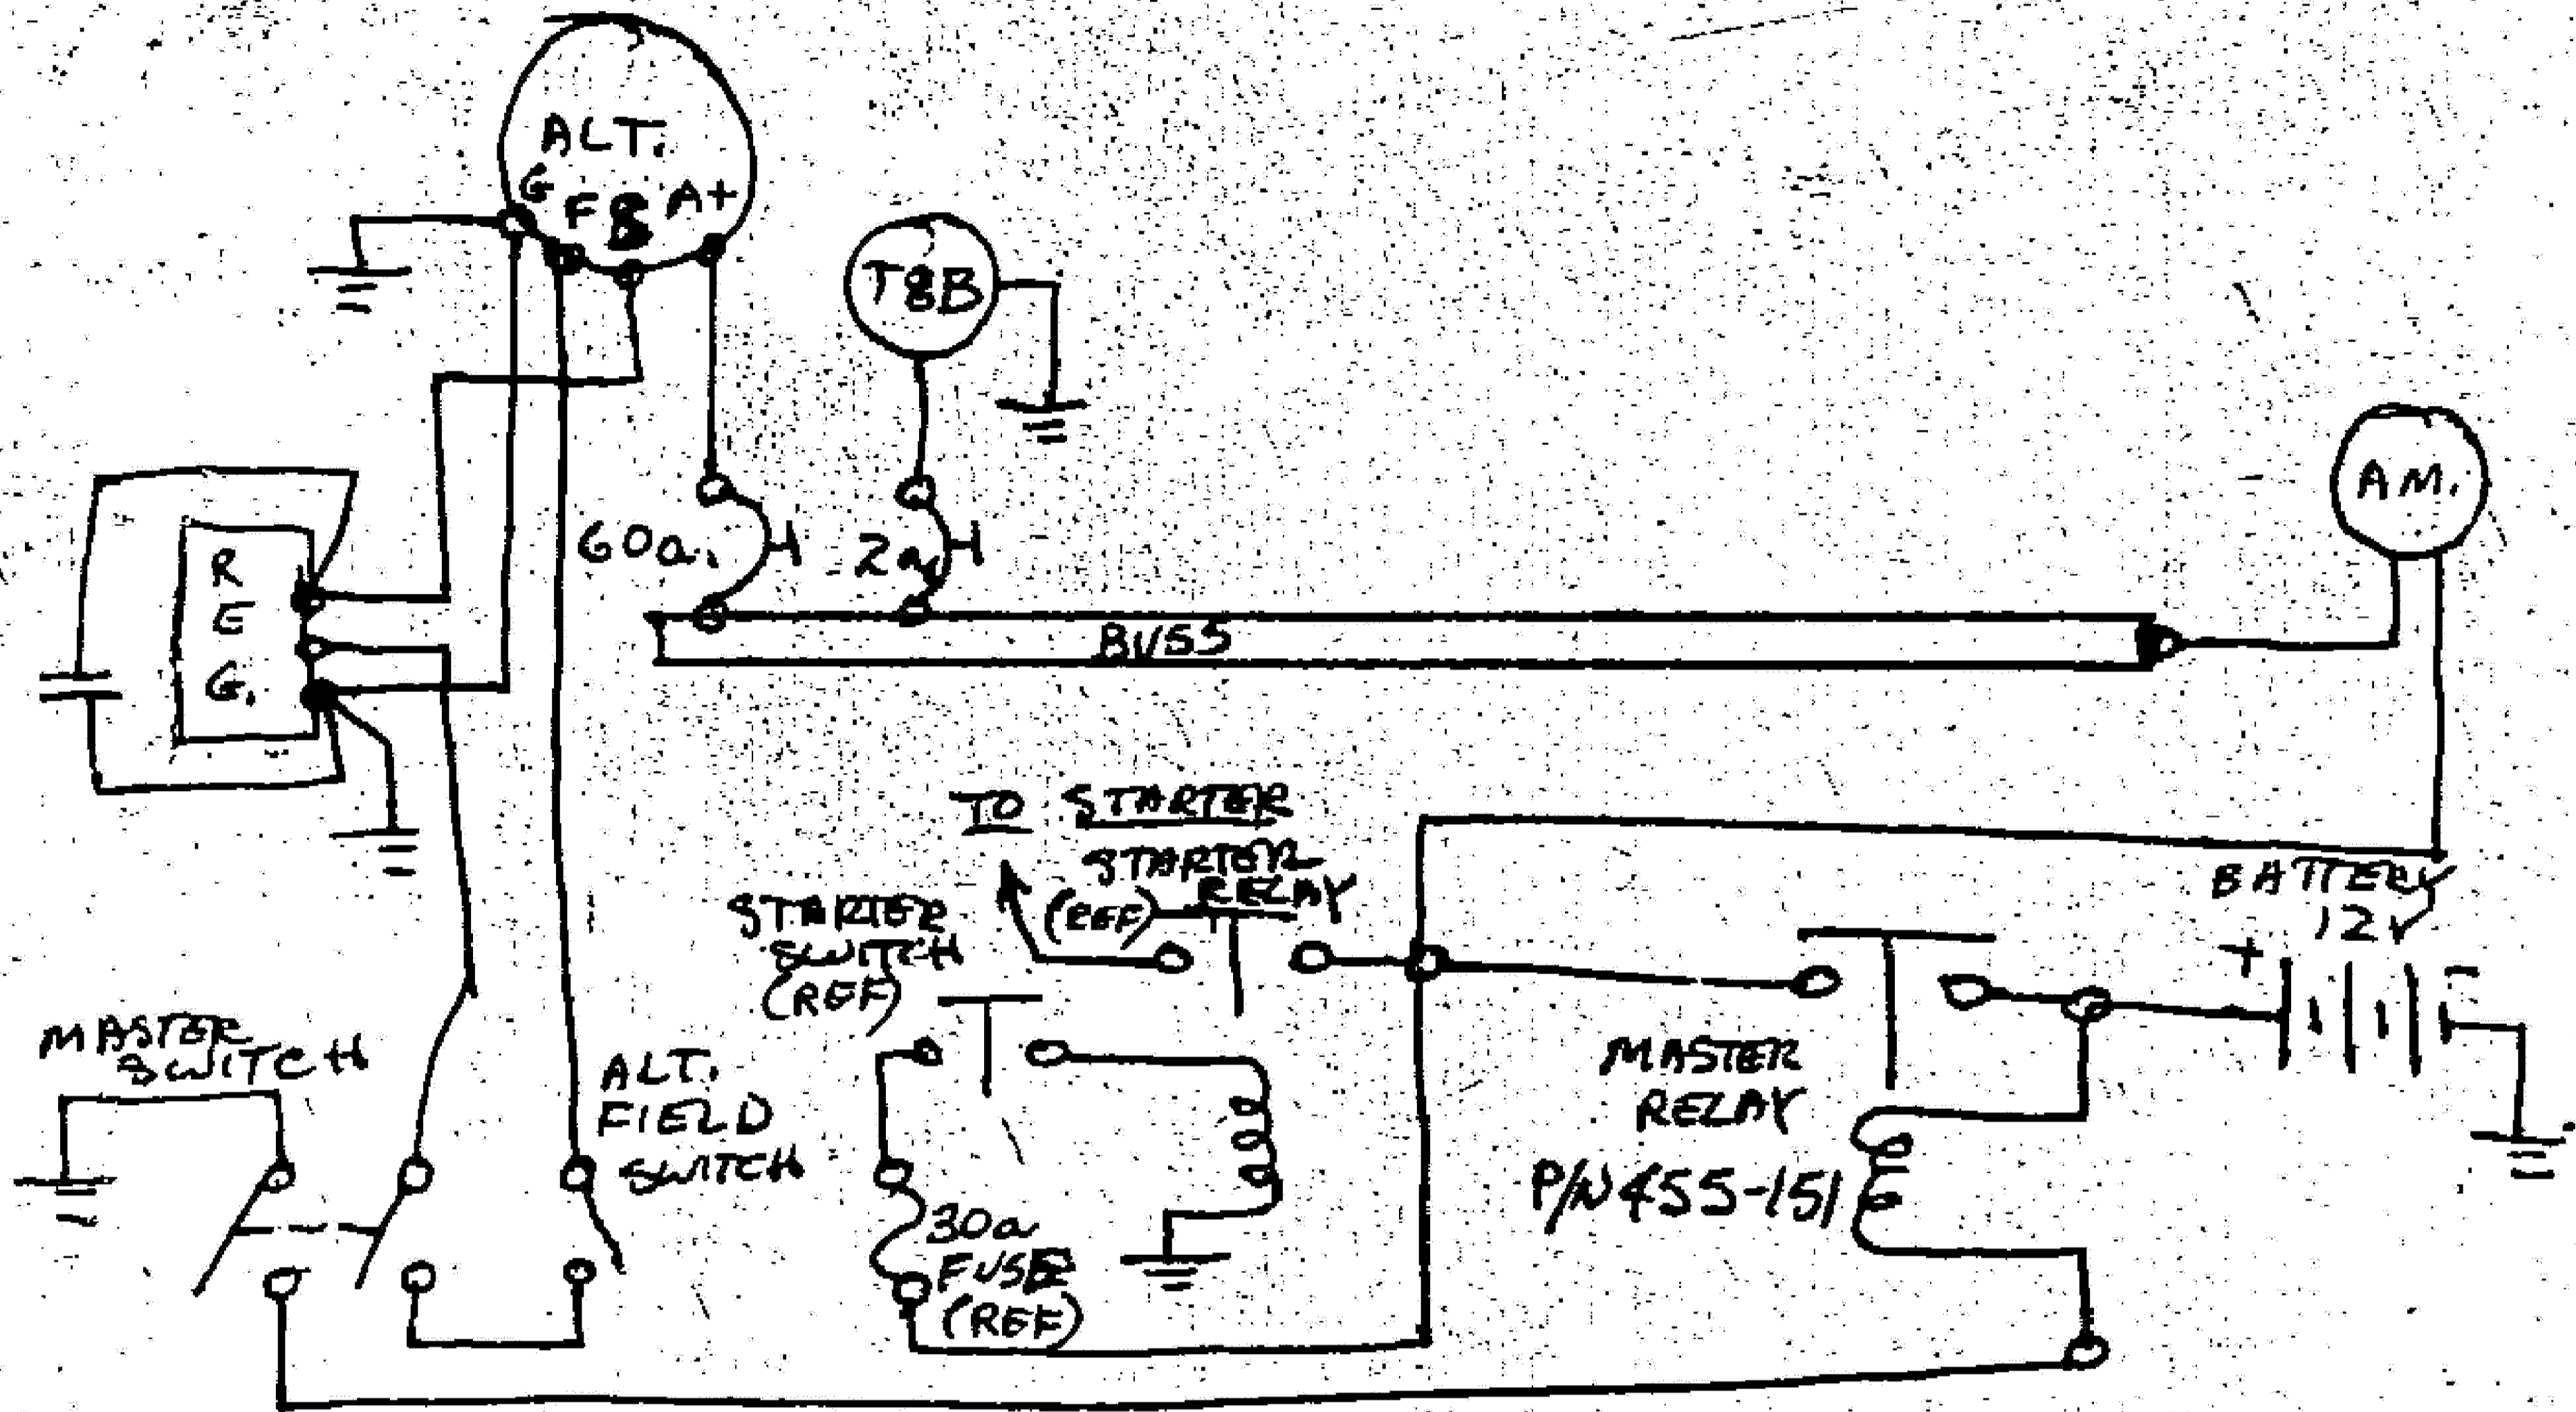 ALT.
G F B A+
T&B
AM.
60a.
2a.
R
E
G.
BUSS
TO STARTER
STARTER
RELAY
(REF)
STARTER
SWITCH
(REF)
BATTERY
12V
+ -
MASTER
SWITCH
ALT.
FIELD
SWITCH
MASTER
RELAY
P/N 455-151
30a
FUSE
(REF)